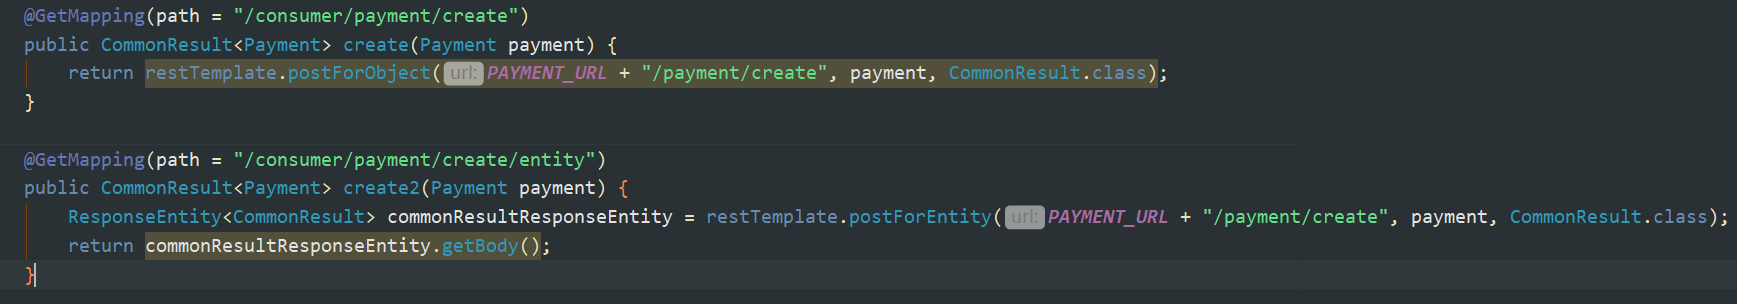 @GetMapping(path = "/consumer/payment/create")
public CommonResult<Payment> create(Payment payment) {
    return restTemplate.postForObject( url: PAYMENT_URL + "/payment/create", payment, CommonResult.class);
}
@GetMapping(path = "/consumer/payment/create/entity")
public CommonResult<Payment> create2(Payment payment) {
    ResponseEntity<CommonResult> commonResultResponseEntity = restTemplate.postForEntity( url: PAYMENT_URL + "/payment/create", payment, CommonResult.class);
    return commonResultResponseEntity.getBody();
}